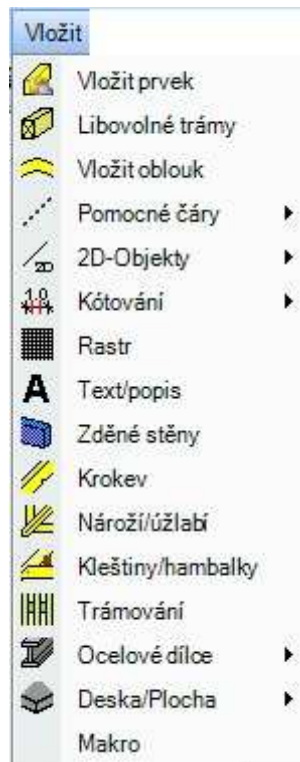 Vložit
Vložit prvek
Libovolné trámy
Vložit oblouk
Pomocné čáry
2D-Objekty
Kótování
Rastr
Text/popis
Zděné stěny
Krokev
Nároží/úžlabí
Kleštiny/hambalky
Trámování
Ocelové dílce
Deska/Plocha
Makro